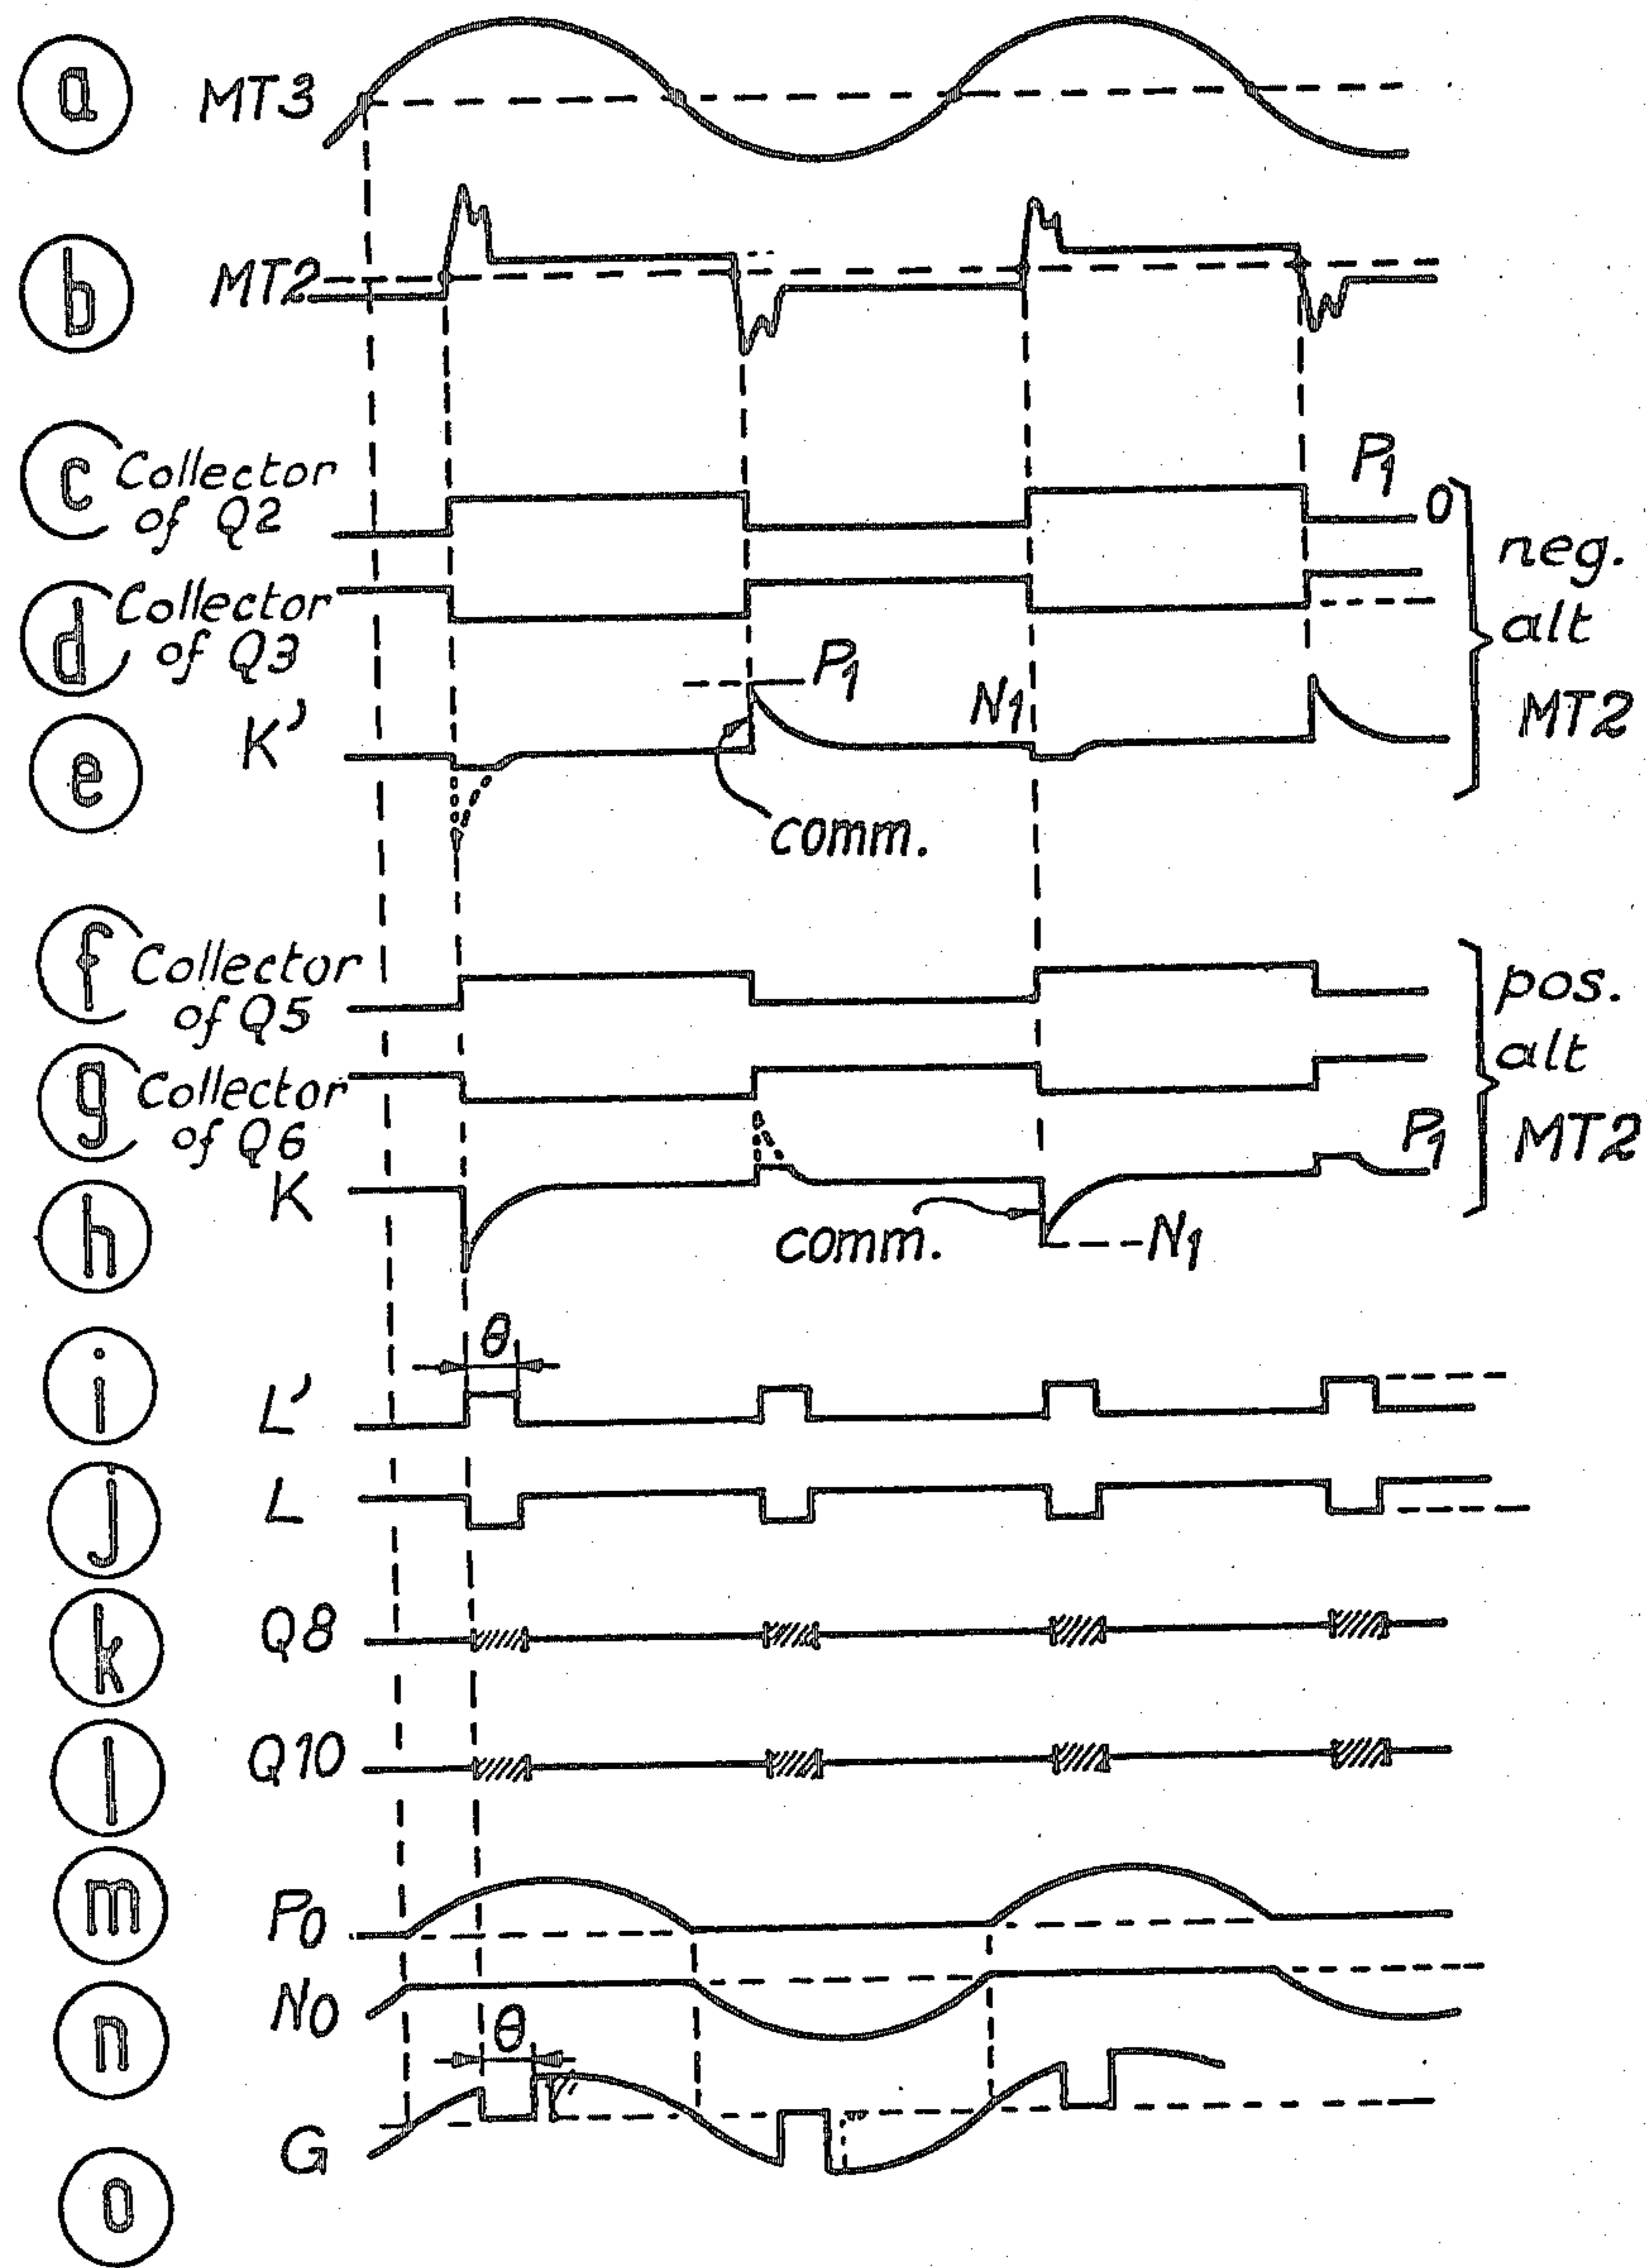 a MT3
b MT2
c Collector of Q2
P1
0
d Collector of Q3
neg. alt MT2
e K'
P1
N1
comm.
f Collector of Q5
g Collector of Q6
pos. alt MT2
h K
P1
comm.
N1
i L'
θ
j L
k Q8
l Q10
m P0
n N0
θ
o G